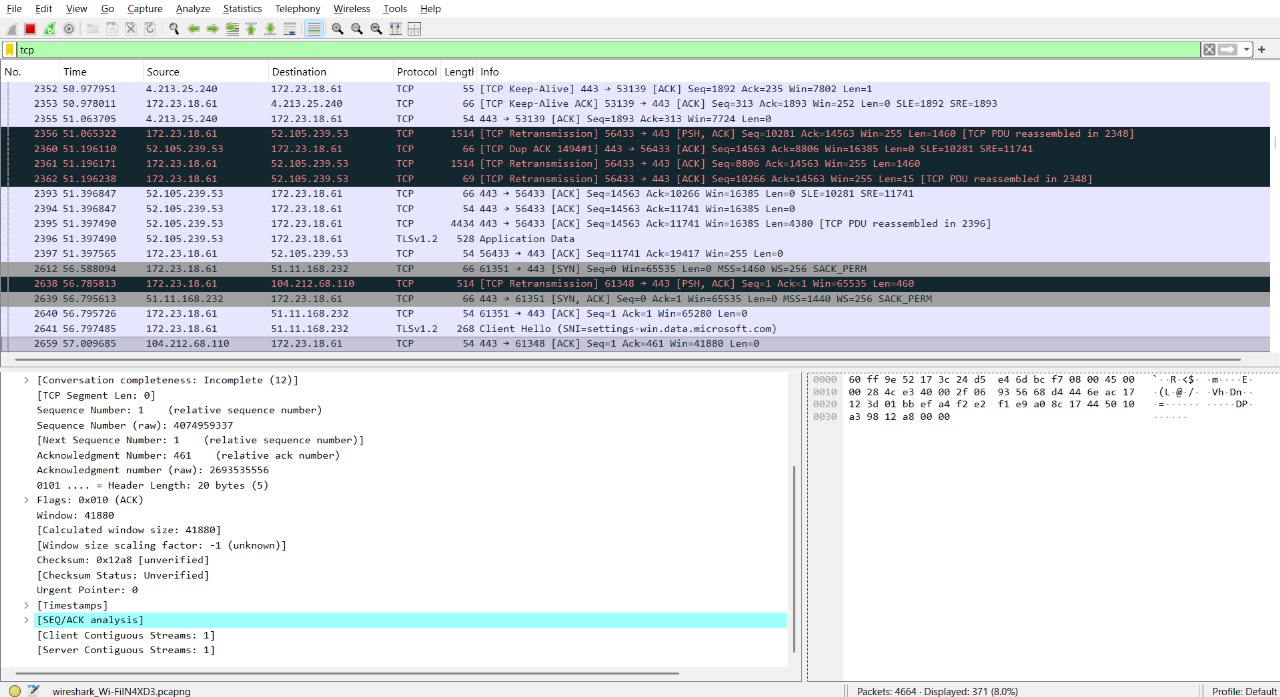 File Edit View Go Capture Analyze Statistics Telephony Wireless Tools Help
tcp
No. Time Source Destination Protocol Lengtl Info
2352 50.977951 4.213.25.240 172.23.18.61 TCP 55 [TCP Keep-Alive] 443 → 53139 [ACK] Seq=1892 Ack=235 Win=7802 Len=1
2353 50.978011 172.23.18.61 4.213.25.240 TCP 66 [TCP Keep-Alive ACK] 53139 → 443 [ACK] Seq=313 Ack=1893 Win=252 Len=0 SLE=1892 SRE=1893
2355 51.063705 4.213.25.240 172.23.18.61 TCP 54 443 → 53139 [ACK] Seq=1893 Ack=313 Win=7724 Len=0
2356 51.065322 172.23.18.61 52.105.239.53 TCP 1514 [TCP Retransmission] 56433 → 443 [PSH, ACK] Seq=10281 Ack=14563 Win=255 Len=1460 [TCP PDU reassembled in 2348]
2360 51.196110 52.105.239.53 172.23.18.61 TCP 66 [TCP Dup ACK 1494#1] 443 → 56433 [ACK] Seq=14563 Ack=8806 Win=16385 Len=0 SLE=10281 SRE=11741
2361 51.196171 172.23.18.61 52.105.239.53 TCP 1514 [TCP Retransmission] 56433 → 443 [ACK] Seq=8806 Ack=14563 Win=255 Len=1460
2362 51.196238 172.23.18.61 52.105.239.53 TCP 69 [TCP Retransmission] 56433 → 443 [PSH, ACK] Seq=10266 Ack=14563 Win=255 Len=15 [TCP PDU reassembled in 2348]
2393 51.396847 52.105.239.53 172.23.18.61 TCP 66 443 → 56433 [ACK] Seq=14563 Ack=10266 Win=16385 Len=0 SLE=10281 SRE=11741
2394 51.396847 52.105.239.53 172.23.18.61 TCP 54 443 → 56433 [ACK] Seq=14563 Ack=11741 Win=16385 Len=0
2395 51.397490 52.105.239.53 172.23.18.61 TCP 4434 443 → 56433 [ACK] Seq=14563 Ack=11741 Win=16385 Len=4380 [TCP PDU reassembled in 2396]
2396 51.397490 52.105.239.53 172.23.18.61 TLSv1.2 528 Application Data
2397 51.397565 172.23.18.61 52.105.239.53 TCP 54 56433 → 443 [ACK] Seq=11741 Ack=19417 Win=255 Len=0
2612 56.588094 172.23.18.61 51.11.168.232 TCP 66 61351 → 443 [SYN] Seq=0 Win=65535 Len=0 MSS=1460 WS=256 SACK_PERM
2638 56.785813 172.23.18.61 104.212.68.110 TCP 514 [TCP Retransmission] 61348 → 443 [PSH, ACK] Seq=1 Ack=1 Win=65535 Len=460
2639 56.795613 51.11.168.232 172.23.18.61 TCP 66 443 → 61351 [SYN, ACK] Seq=0 Ack=1 Win=65535 Len=0 MSS=1440 WS=256 SACK_PERM
2640 56.795726 172.23.18.61 51.11.168.232 TCP 54 61351 → 443 [ACK] Seq=1 Ack=1 Win=65280 Len=0
2641 56.797485 172.23.18.61 51.11.168.232 TLSv1.2 268 Client Hello (SNI=settings-win.data.microsoft.com)
2659 57.009685 104.212.68.110 172.23.18.61 TCP 54 443 → 61348 [ACK] Seq=1 Ack=461 Win=41880 Len=0
[Conversation completeness: Incomplete (12)]
[TCP Segment Len: 0]
Sequence Number: 1 (relative sequence number)
Sequence Number (raw): 4074959337
[Next Sequence Number: 1 (relative sequence number)]
Acknowledgment Number: 461 (relative ack number)
Acknowledgment number (raw): 2693535556
0101 .... = Header Length: 20 bytes (5)
Flags: 0x010 (ACK)
Window: 41880
[Calculated window size: 41880]
[Window size scaling factor: -1 (unknown)]
Checksum: 0x12a8 [unverified]
[Checksum Status: Unverified]
Urgent Pointer: 0
[Timestamps]
[SEQ/ACK analysis]
[Client Contiguous Streams: 1]
[Server Contiguous Streams: 1]
0000 60 ff 9e 52 17 3c 24 d5 e4 6d bc f7 08 00 45 00 `··R·<$· ·m····E·
0010 00 28 4c e3 40 00 2f 06 93 56 68 d4 44 6e ac 17 ·(L·@·/· ·Vh·Dn··
0020 12 3d 01 bb ef a4 f2 e2 f1 e9 a0 8c 17 44 50 10 ·=······ ·····DP·
0030 a3 98 12 a8 00 00 ······
wireshark_Wi-FiIN4XD3.pcapng Packets: 4664 · Displayed: 371 (8.0%) Profile: Default